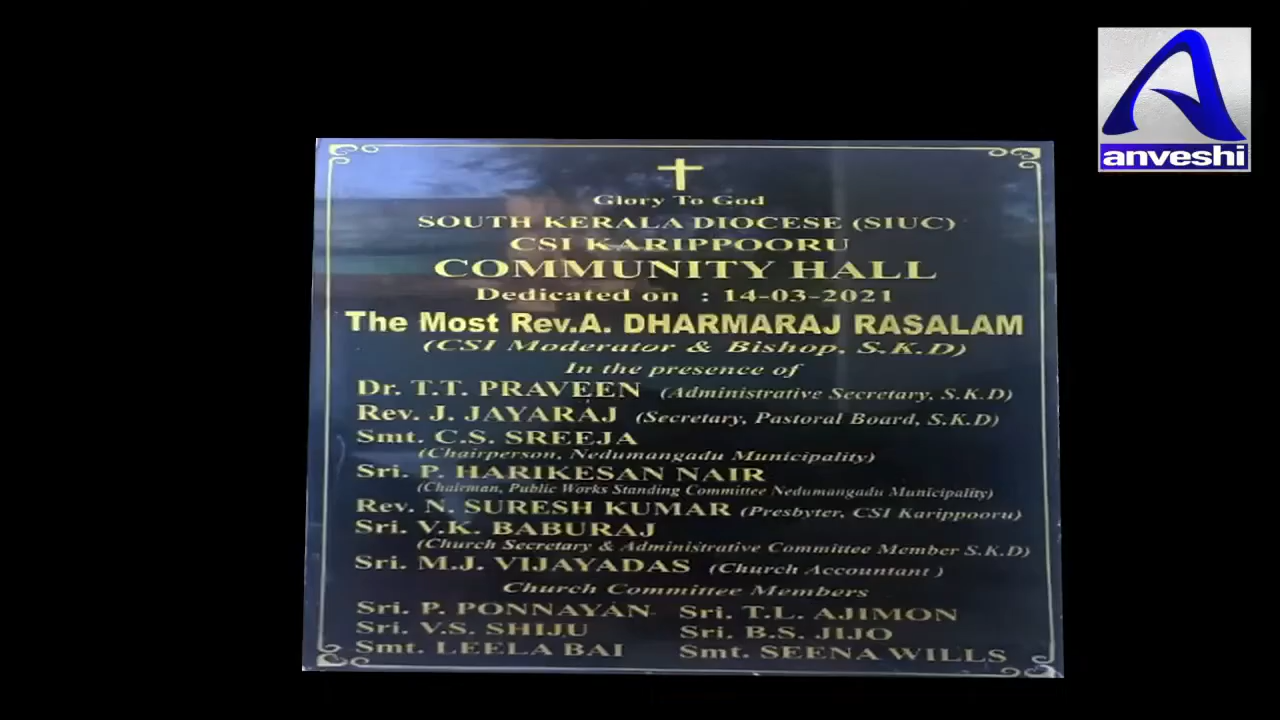 anveshi
Glory To God
SOUTH KERALA DIOCESE (SIUC)
CSI KARIPPOORU
COMMUNITY HALL
Dedicated on : 14-03-2021
The Most Rev.A. DHARMARAJ RASALAM
(CSI Moderator & Bishop, S.K.D)
In the presence of
Dr. T.T. PRAVEEN (Administrative Secretary, S.K.D)
Rev. J. JAYARAJ (Secretary, Pastoral Board, S.K.D)
Smt. C.S. SREEJA
(Chairperson, Nedumangadu Municipality)
Sri. P. HARIKESAN NAIR
(Chairman, Public Works Standing Committee Nedumangadu Municipality)
Rev. N. SURESH KUMAR (Presbyter, CSI Karippooru)
Sri. V.K. BABURAJ
(Church Secretary & Administrative Committee Member S.K.D)
Sri. M.J. VIJAYADAS (Church Accountant)
Church Committee Members
Sri. P. PONNAYAN Sri. T.L. AJIMON
Sri. V.S. SHIJU Sri. B.S. JIJO
Smt. LEELA BAI Smt. SEENA WILLS